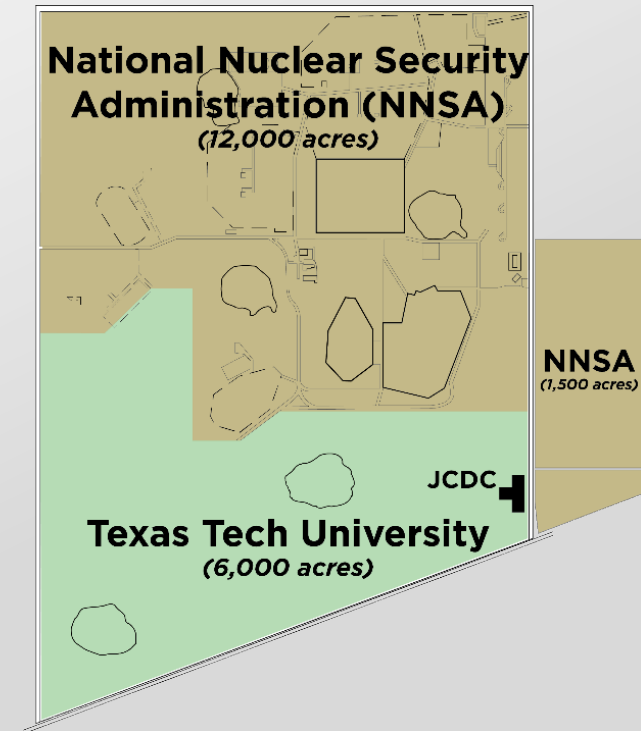 National Nuclear Security
Administration (NNSA)
(12,000 acres)
NNSA
(1,500 acres)
JCDC
Texas Tech University
(6,000 acres)